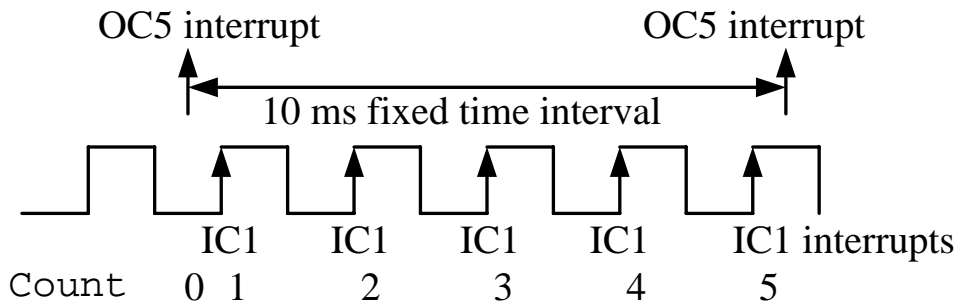 OC5 interrupt OC5 interrupt
10 ms fixed time interval
IC1 IC1 IC1 IC1 IC1 interrupts
Count 0 1 2 3 4 5